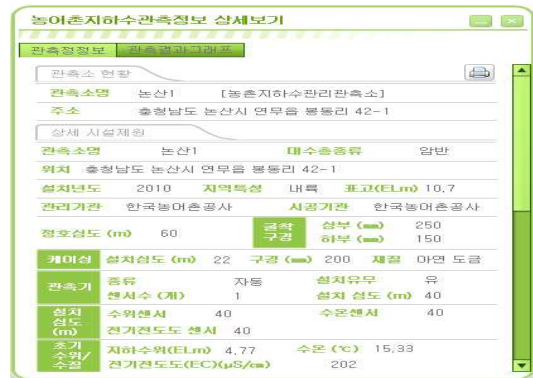 농어촌지하수관측정보 상세보기
관측정정보 관측결과그래프
관측소 현황
관측소명 논산1 [농촌지하수관리관측소]
주소 충청남도 논산시 연무읍 봉동리 42-1
상세 시설제원
관측소명 논산1 대수층종류 암반
위치 충청남도 논산시 연무읍 봉동리 42-1
설치년도 2010 지역특성 내륙 표고(ELm) 10,7
관리기관 한국농어촌공사 시공기관 한국농어촌공사
정호심도 (m) 60 굴착구경 상부 (mm) 250
하부 (mm) 150
케이싱 설치심도 (m) 22 구경 (mm) 200 재질 아연 도금
관측기 종류 자동 설치유무 유
센서수 (개) 1 설치 심도 (m) 40
설치심도(m) 수위센서 40 수온센서 40
전기전도도 센서 40
초기수위/수질 지하수위(ELm) 4,77 수온 (℃) 15,33
전기전도도(EC)(μS/cm) 202